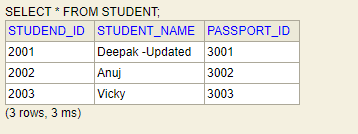 SELECT * FROM STUDENT;
STUDEND_ID STUDENT_NAME PASSPORT_ID
2001 Deepak -Updated 3001
2002 Anuj 3002
2003 Vicky 3003
(3 rows, 3 ms)